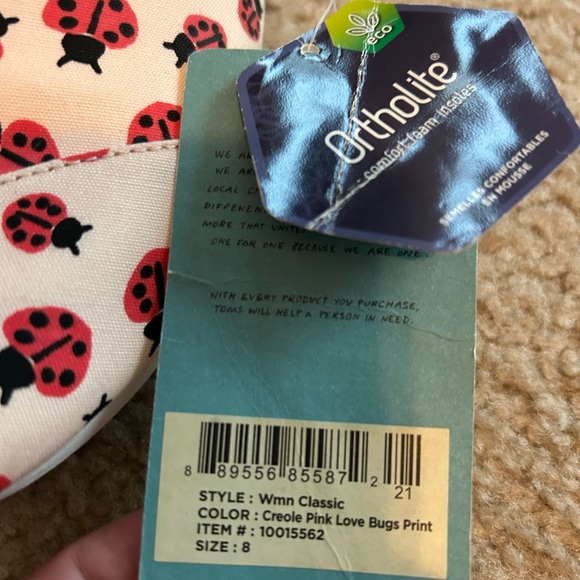 eco
Ortholite®
comfort foam insoles
SEMELLES CONFORTABLES
EN MOUSSE
WE
WE
LOCAL
DIFFEREN
MORE THAT UNITE
ONE FOR ONE BECAUSE WE ARE ONE
WITH EVERY PRODUCT YOU PURCHASE,
TOMS WILL HELP A PERSON IN NEED.
8 89556 85587 2 21
STYLE : Wmn Classic
COLOR : Creole Pink Love Bugs Print
ITEM # : 10015562
SIZE : 8